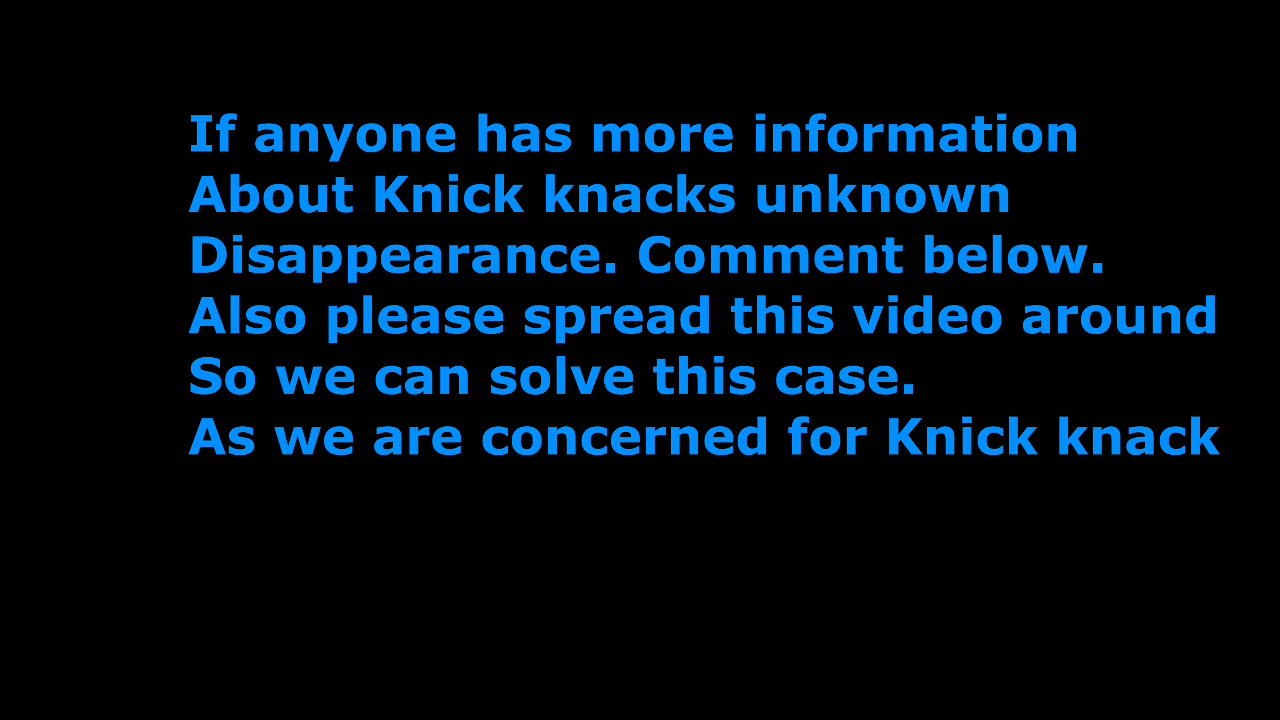 If anyone has more information
About Knick knacks unknown
Disappearance. Comment below.
Also please spread this video around
So we can solve this case.
As we are concerned for Knick knack